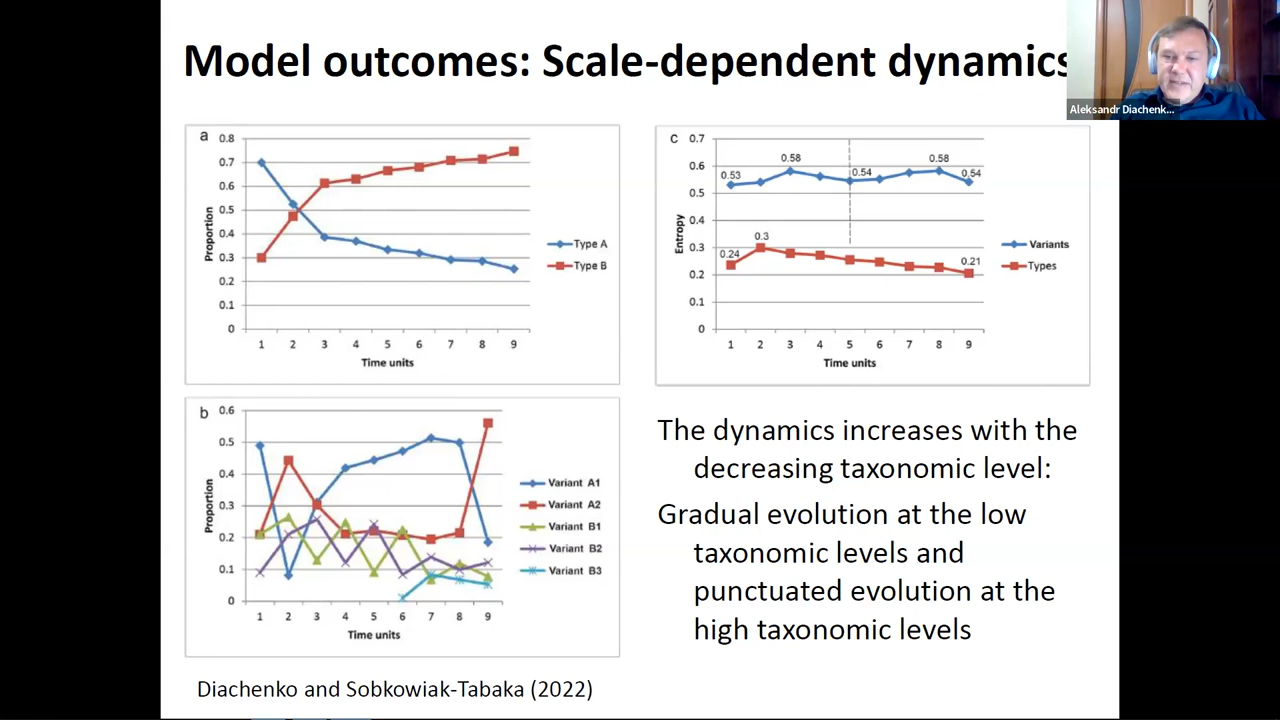 Model outcomes: Scale-dependent dynamics
Aleksandr Diachenk...
a
0.8
0.7
0.6
0.5
0.4
0.3
0.2
0.1
0
Proportion
1 2 3 4 5 6 7 8 9
Time units
Type A
Type B
c
0.7
0.6
0.5
0.4
0.3
0.2
0.1
0
Entropy
0.53
0.58
0.54
0.58
0.54
0.24
0.3
0.21
1 2 3 4 5 6 7 8 9
Time units
Variants
Types
b
0.6
0.5
0.4
0.3
0.2
0.1
0
Proportion
1 2 3 4 5 6 7 8 9
Time units
Variant A1
Variant A2
Variant B1
Variant B2
Variant B3
The dynamics increases with the
decreasing taxonomic level:
Gradual evolution at the low
taxonomic levels and
punctuated evolution at the
high taxonomic levels
Diachenko and Sobkowiak-Tabaka (2022)